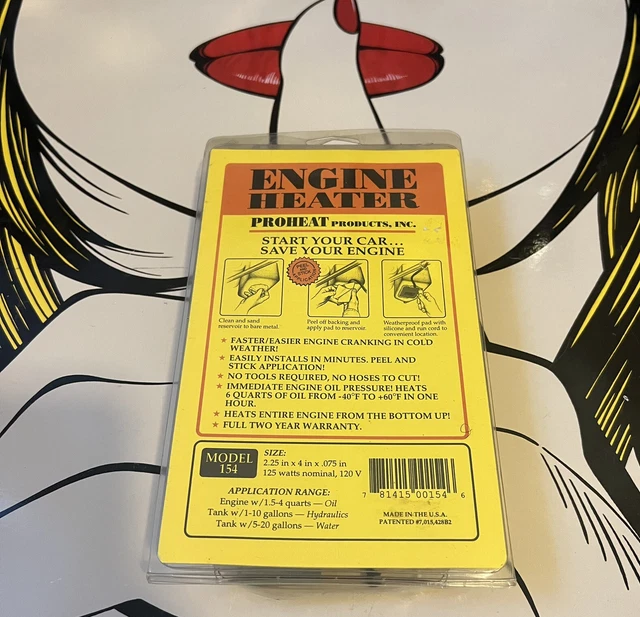 ENGINE
HEATER
PROHEAT PRODUCTS, INC.
START YOUR CAR...
SAVE YOUR ENGINE
PEEL
AND
STICK
APPLICATION
Clean and sand
reservoir to bare metal.
Peel off backing and
apply pad to reservoir.
Weatherproof pad with
silicone and run cord to
convenient location.
★ FASTER/EASIER ENGINE CRANKING IN COLD
WEATHER!
★ EASILY INSTALLS IN MINUTES. PEEL AND
STICK APPLICATION!
★ NO TOOLS REQUIRED, NO HOSES TO CUT!
★ IMMEDIATE ENGINE OIL PRESSURE! HEATS
6 QUARTS OF OIL FROM -40°F TO +60°F IN ONE
HOUR.
★ HEATS ENTIRE ENGINE FROM THE BOTTOM UP!
★ FULL TWO YEAR WARRANTY.
MODEL
154
SIZE:
2.25 in x 4 in x .075 in
125 watts nominal, 120 V
APPLICATION RANGE:
Engine w/1.5-4 quarts — Oil
Tank w/1-10 gallons — Hydraulics
Tank w/5-20 gallons — Water
7 81415 00154 6
MADE IN THE U.S.A.
PATENTED #7,015,428B2